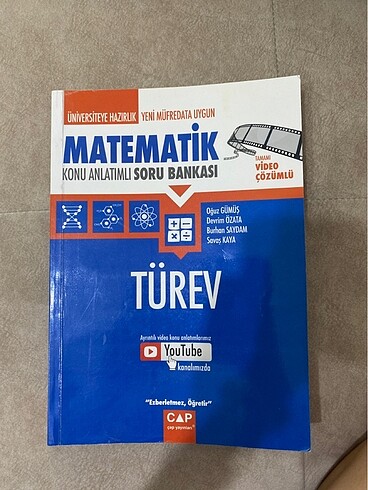 ÜNİVERSİTEYE HAZIRLIK YENİ MÜFREDATA UYGUN
MATEMATİK
KONU ANLATIMLI SORU BANKASI
TAMAMI
VİDEO
ÇÖZÜMLÜ
Oğuz GÜMÜŞ
Devrim ÖZATA
Burhan SAYDAM
Savaş KAYA
TÜREV
Ayrıntılı video konu anlatımlarımız
YouTube
kanalımızda
"Ezberletmez, Öğretir"
ÇAP
çap yayınları